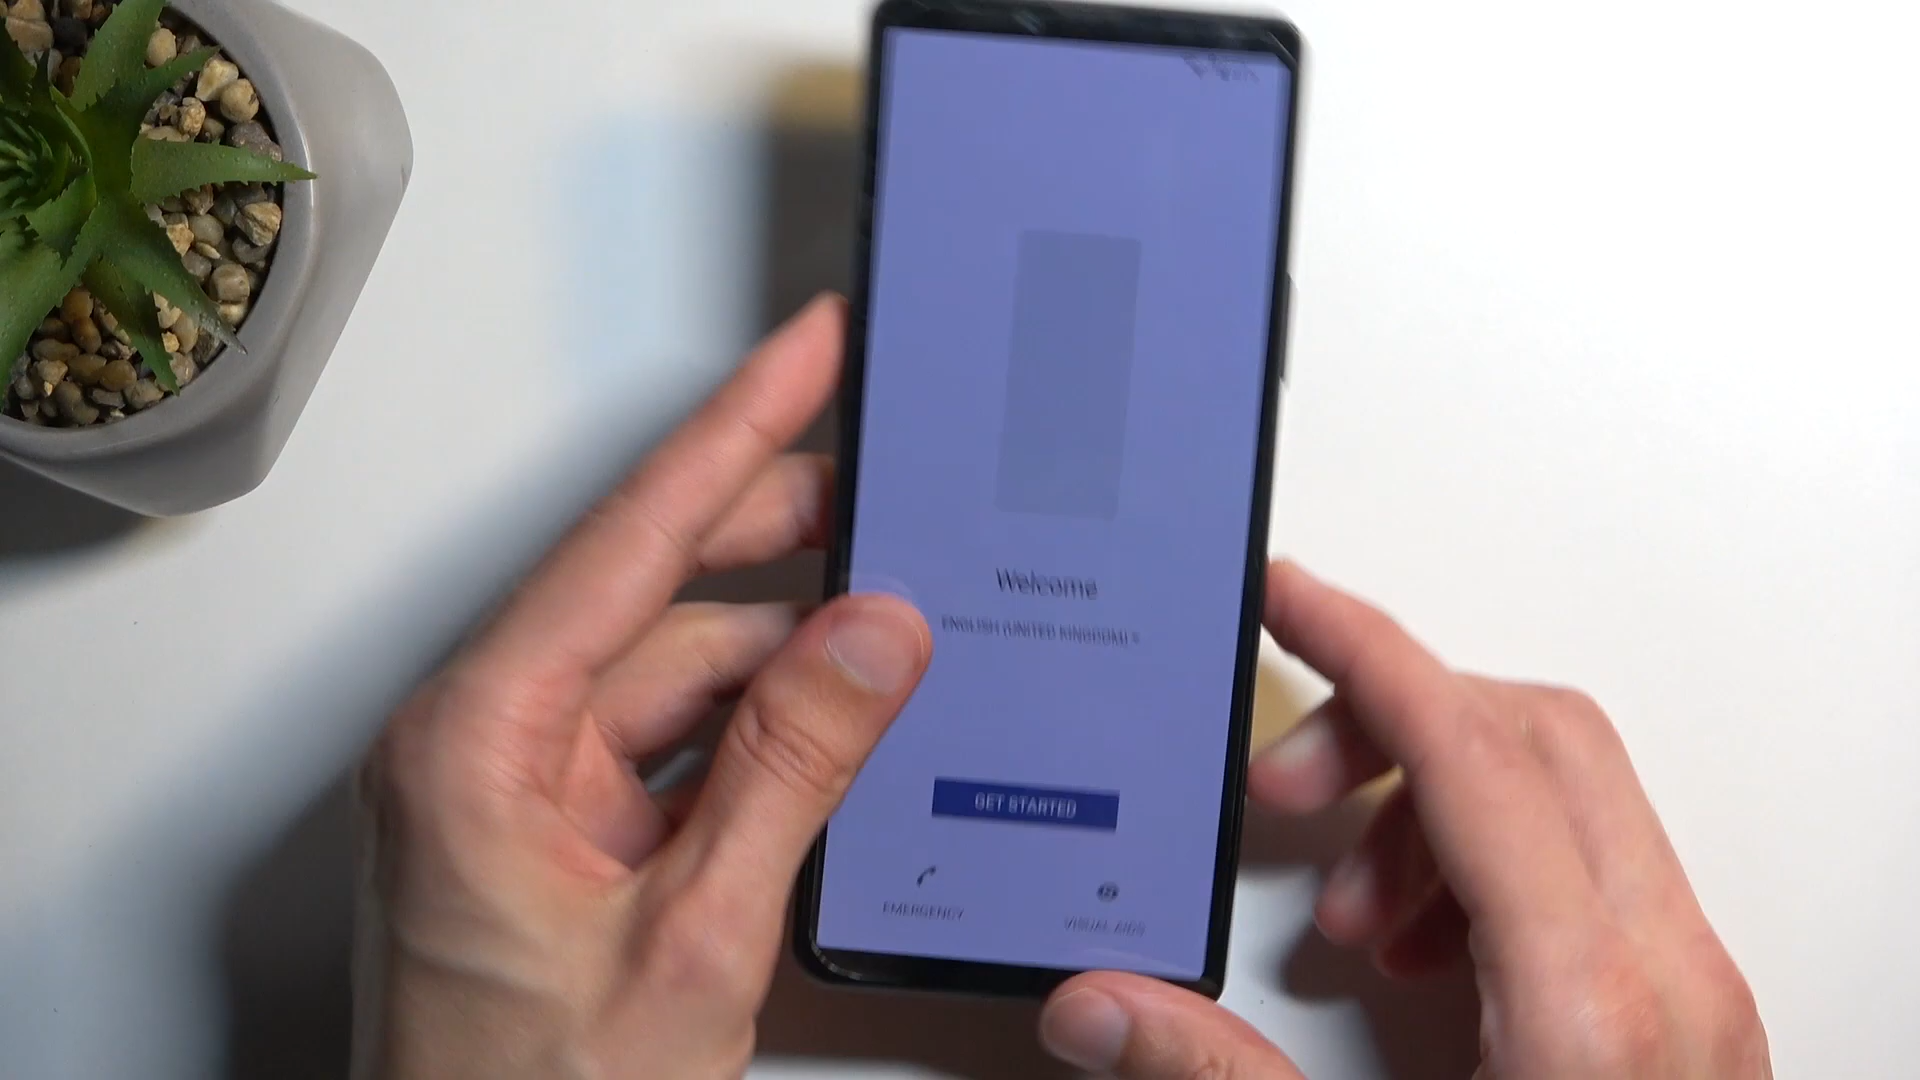 Welcome
ENGLISH (UNITED KINGDOM)
GET STARTED
EMERGENCY
VISUAL AIDS